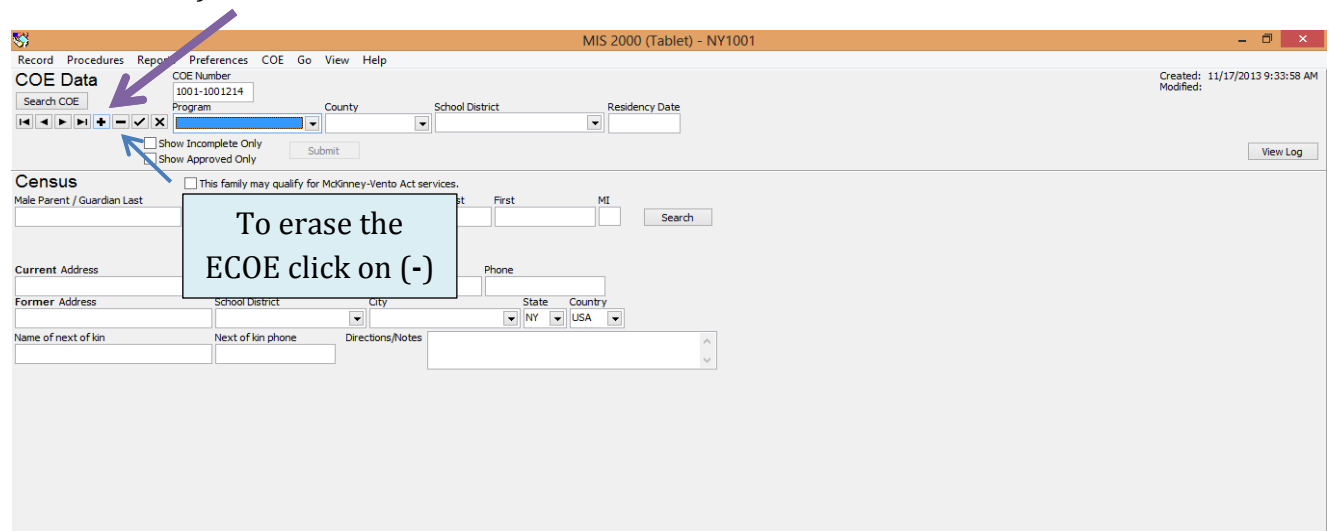 MIS 2000 (Tablet) - NY1001
Record Procedures Reports Preferences COE Go View Help
COE Data
COE Number
Created: 11/17/2013 9:33:58 AM
1001-1001214
Modified:
Search COE
Program County School District Residency Date
Show Incomplete Only
Submit
Show Approved Only
View Log
Census
This family may qualify for McKinney-Vento Act services.
Male Parent / Guardian Last First MI
Search
To erase the
ECOE click on (-)
Current Address Phone
Former Address School District City State Country
NY USA
Name of next of kin Next of kin phone Directions/Notes